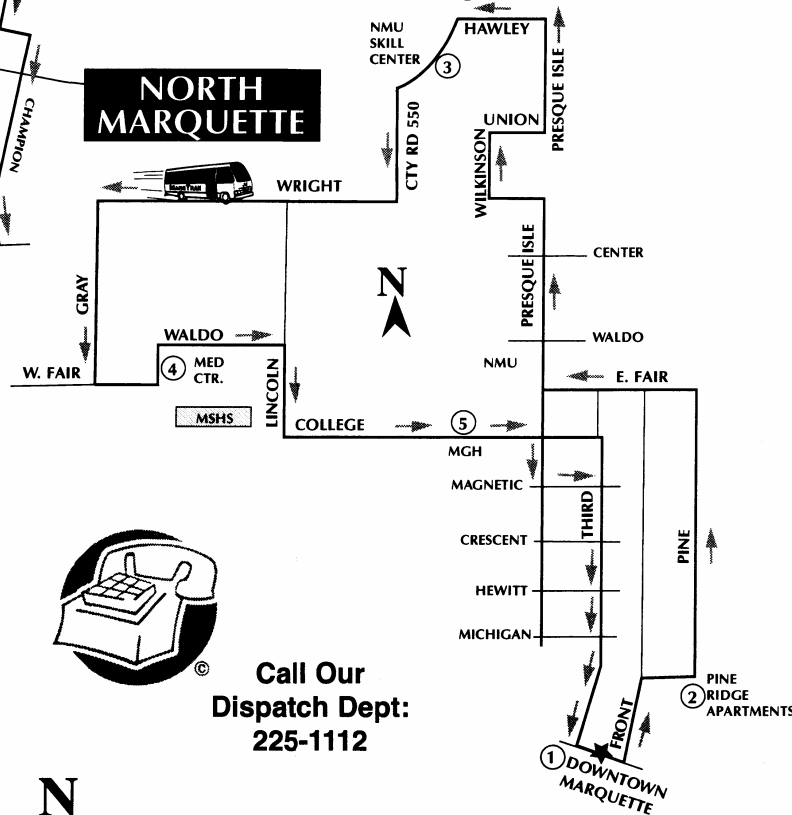 NMU
SKILL
CENTER
3
HAWLEY
PRESQUE ISLE
UNION
WILKINSON
CTY RD 550
CHAMPION
NORTH
MARQUETTE
WRIGHT
GRAY
N
PRESQUE ISLE
CENTER
WALDO
NMU
E. FAIR
WALDO
4
MED
CTR.
W. FAIR
LINCOLN
MSHS
COLLEGE
5
MGH
MAGNETIC
THIRD
CRESCENT
PINE
HEWITT
MICHIGAN
©
Call Our
Dispatch Dept:
225-1112
FRONT
2
PINE
RIDGE
APARTMENTS
1
DOWNTOWN
MARQUETTE
N